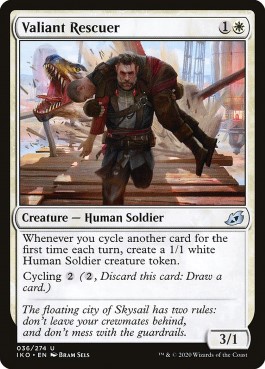 Valiant Rescuer 1
Creature — Human Soldier
Whenever you cycle another card for the
first time each turn, create a 1/1 white
Human Soldier creature token.
Cycling 2 (2, Discard this card: Draw a
card.)
The floating city of Skysail has two rules:
don't leave your crewmates behind,
and don't mess with the guardrails.
3/1
036/274 U
IKO • EN Bram Sels
™ & © 2020 Wizards of the Coast